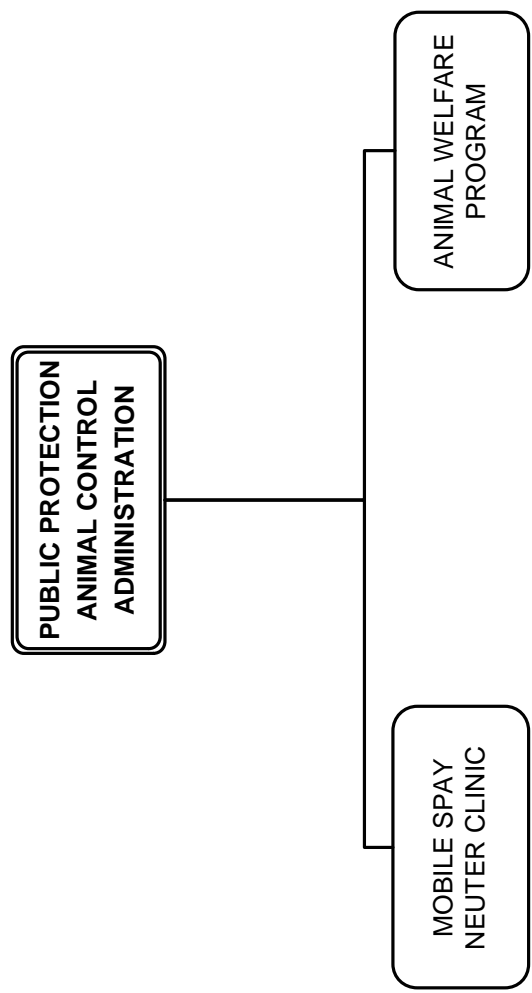 PUBLIC PROTECTION
ANIMAL CONTROL
ADMINISTRATION
MOBILE SPAY
NEUTER CLINIC
ANIMAL WELFARE
PROGRAM